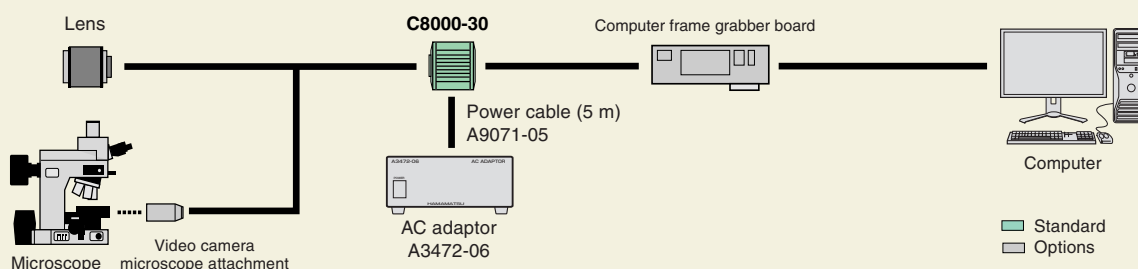 Lens
C8000-30
Computer frame grabber board
Power cable (5 m)
A9071-05
A3472-06 AC ADAPTOR
POWER
HAMAMATSU
AC adaptor
A3472-06
Computer
Video camera
microscope attachment
Microscope
Standard
Options